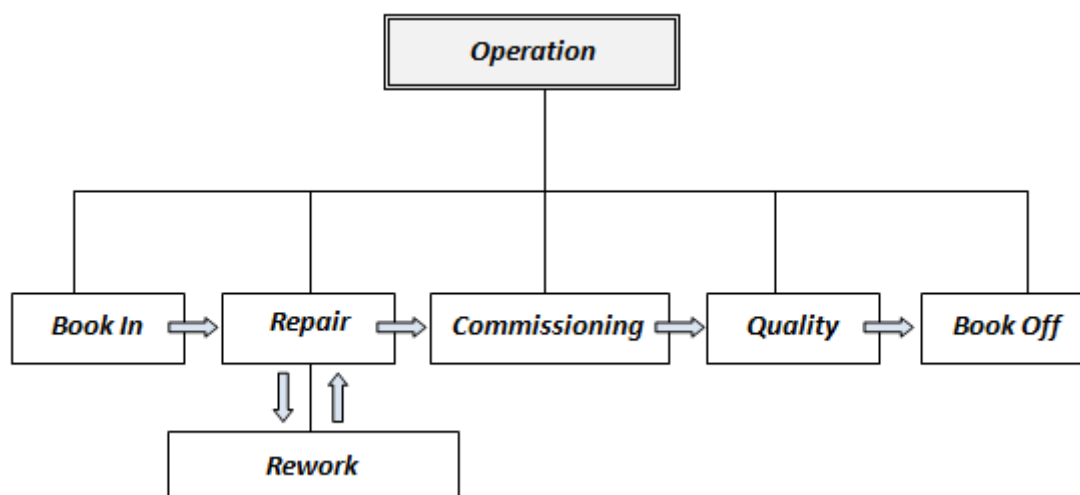 Operation
Book In
Repair
Commissioning
Quality
Book Off
Rework